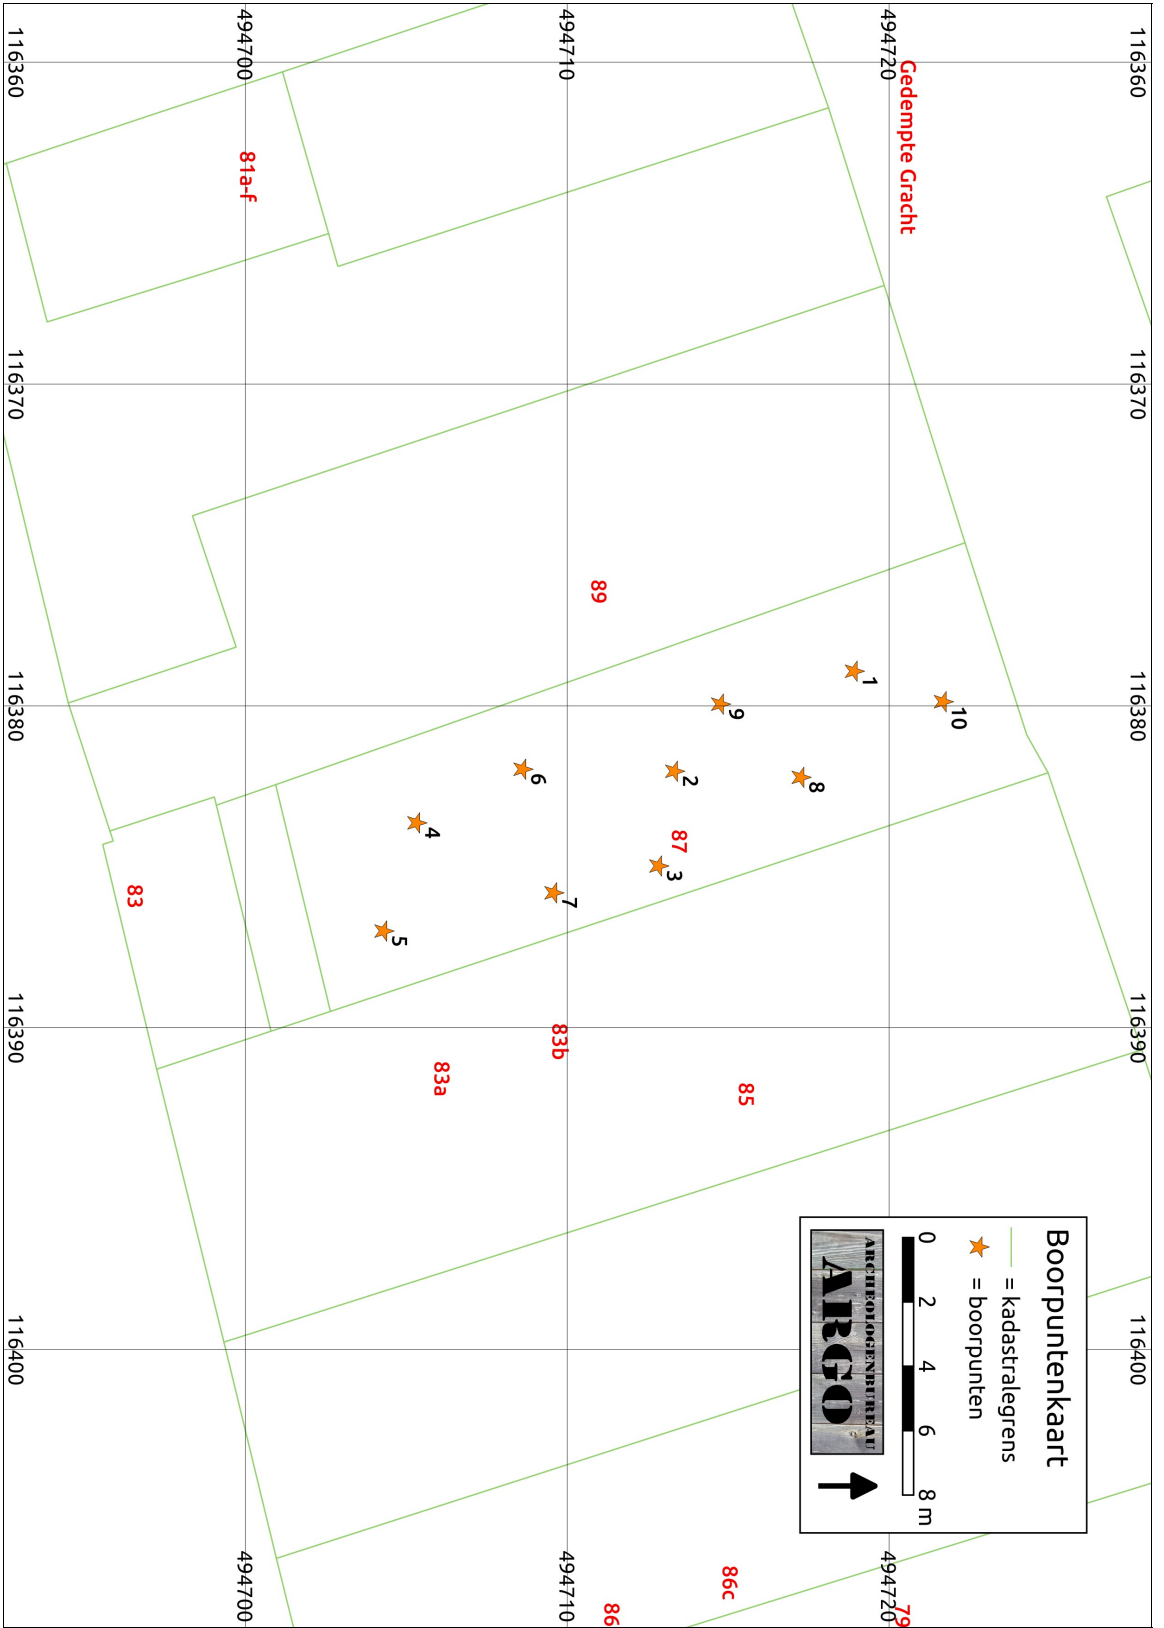 116360
116370
116380
116390
116400
494720
494720
Gedempte Gracht
79
10
1
8
9
2
87
3
6
7
4
5
89
85
83b
83a
81a-f
83
86c
86
494710
494710
494700
494700
116360
116370
116380
116390
116400
Boorpuntenkaart
= kadastralegrens
= boorpunten
0 2 4 6 8 m
ARCHEOLOGENBUREAU
ARGO